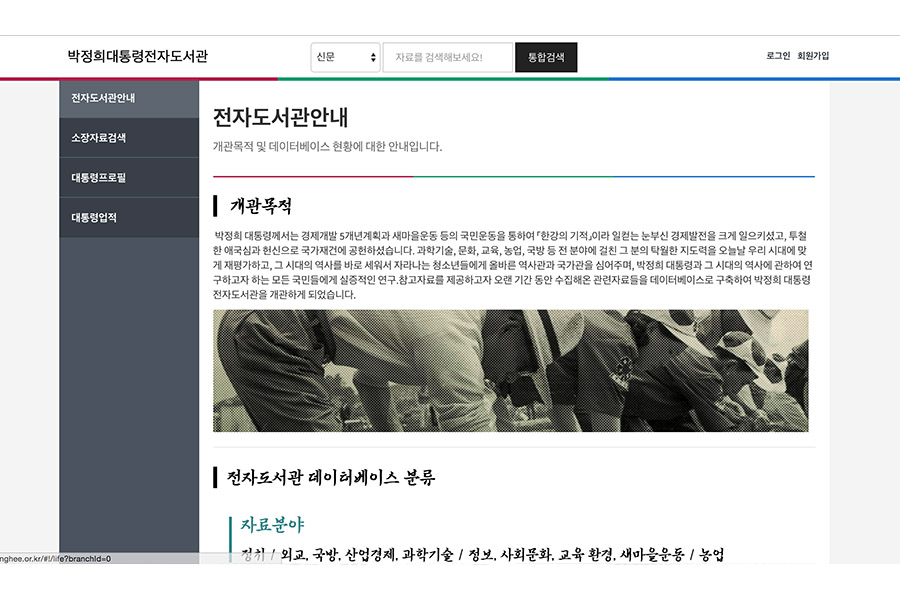 박정희대통령전자도서관
신문
자료를 검색해보세요!
통합검색
로그인 회원가입
전자도서관안내
소장자료검색
대통령프로필
대통령업적
전자도서관안내
개관목적 및 데이터베이스 현황에 대한 안내입니다.
개관목적
박정희 대통령께서는 경제개발 5개년계획과 새마을운동 등의 국민운동을 통하여 「한강의 기적」이라 일컫는 눈부신 경제발전을 크게 일으키셨고, 투철
한 애국심과 헌신으로 국가재건에 공헌하셨습니다. 과학기술, 문화, 교육, 농업, 국방 등 전 분야에 걸친 그 분의 탁월한 지도력을 오늘날 우리 시대에 맞
게 재평가하고, 그 시대의 역사를 바로 세워서 자라나는 청소년들에게 올바른 역사관과 국가관을 심어주며, 박정희 대통령과 그 시대의 역사에 관하여 연
구하고자 하는 모든 국민들에게 실증적인 연구.참고자료를 제공하고자 오랜 기간 동안 수집해온 관련자료들을 데이터베이스로 구축하여 박정희 대통령
전자도서관을 개관하게 되었습니다.
전자도서관 데이터베이스 분류
자료분야
정치 / 외교, 국방, 산업경제, 과학기술 / 정보, 사회문화, 교육 환경, 새마을운동 / 농업
nghee.or.kr/#!/life?branchId=0